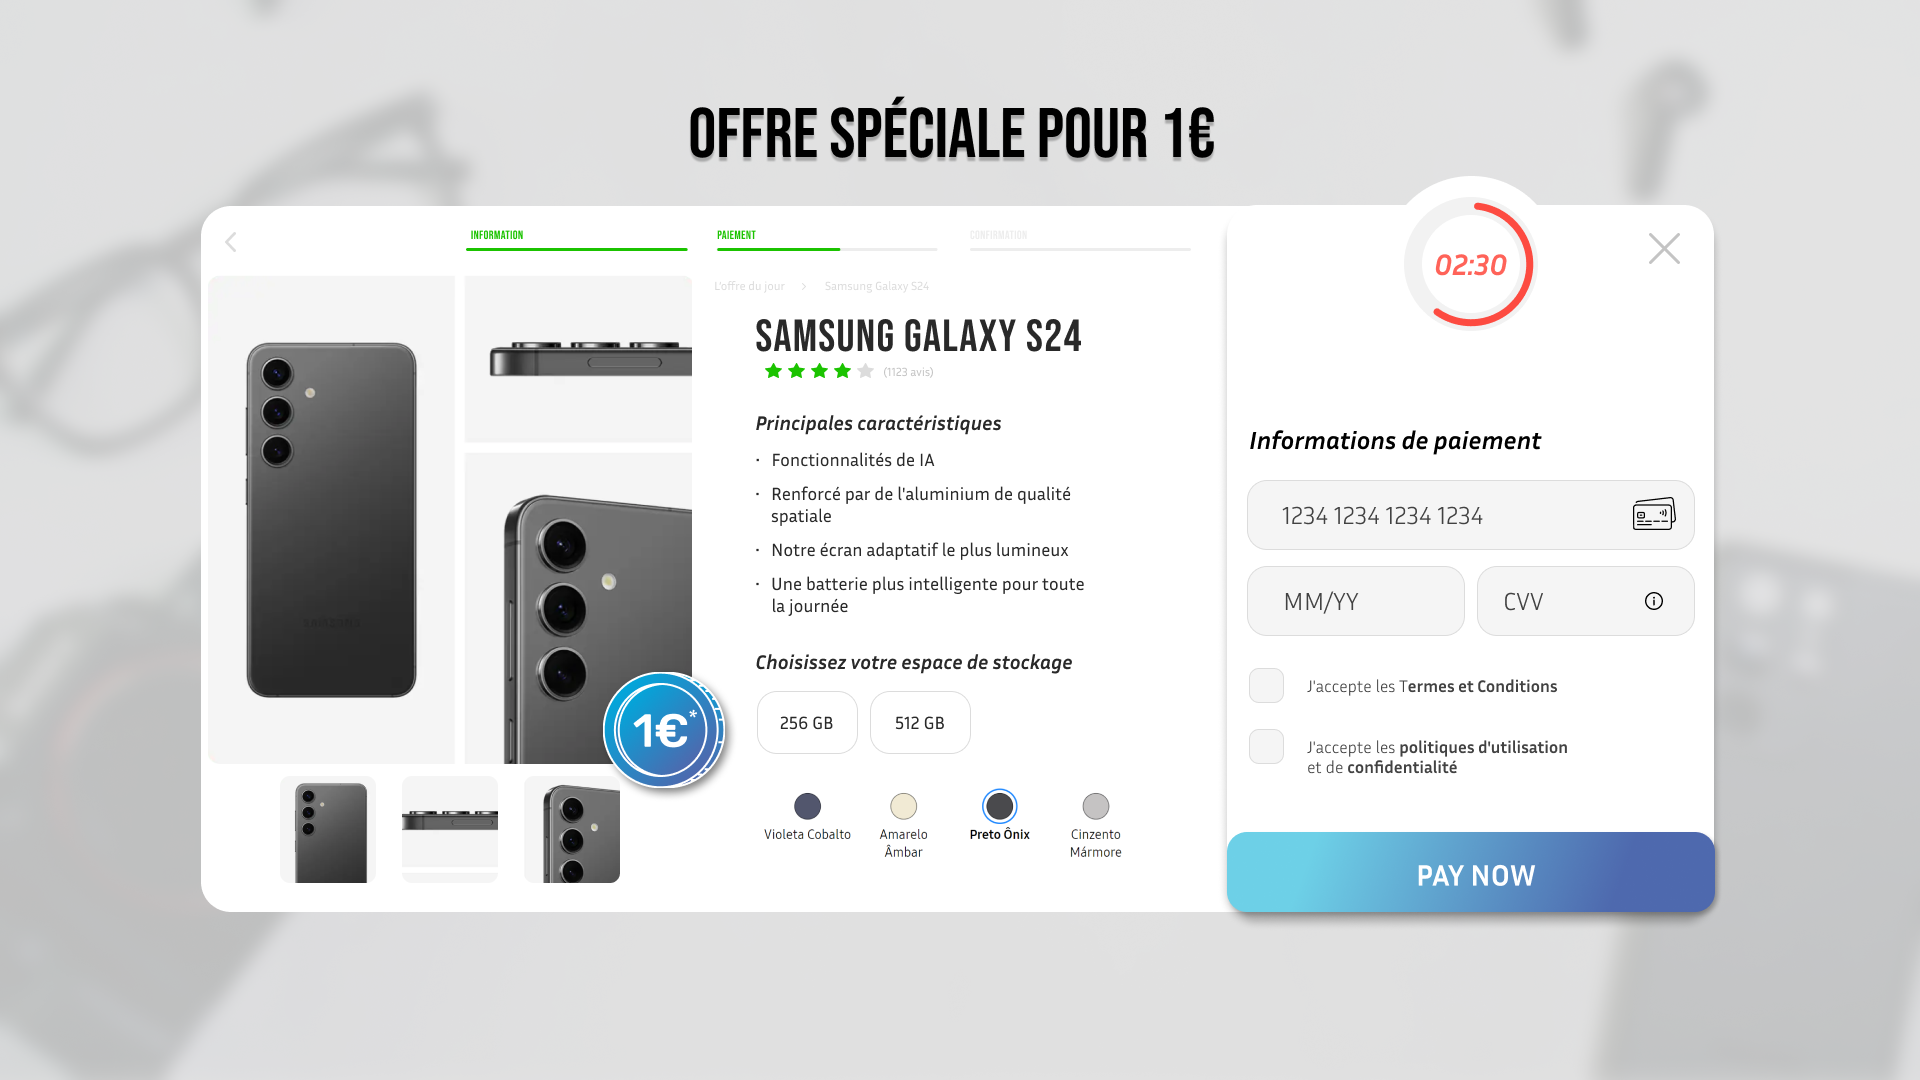 OFFRE SPÉCIALE POUR 1€
INFORMATION
PAIEMENT
CONFIRMATION
02:30
L'offre du jour > Samsung Galaxy S24
SAMSUNG GALAXY S24
(1123 avis)
Principales caractéristiques
· Fonctionnalités de IA
· Renforcé par de l'aluminium de qualité
spatiale
· Notre écran adaptatif le plus lumineux
· Une batterie plus intelligente pour toute
la journée
Choisissez votre espace de stockage
256 GB
512 GB
Violeta Cobalto
Amarelo
Âmbar
Preto Ônix
Cinzento
Mármore
SAMSUNG
1€*
Informations de paiement
1234 1234 1234 1234
MM/YY
CVV
J'accepte les Termes et Conditions
J'accepte les politiques d'utilisation
et de confidentialité
PAY NOW